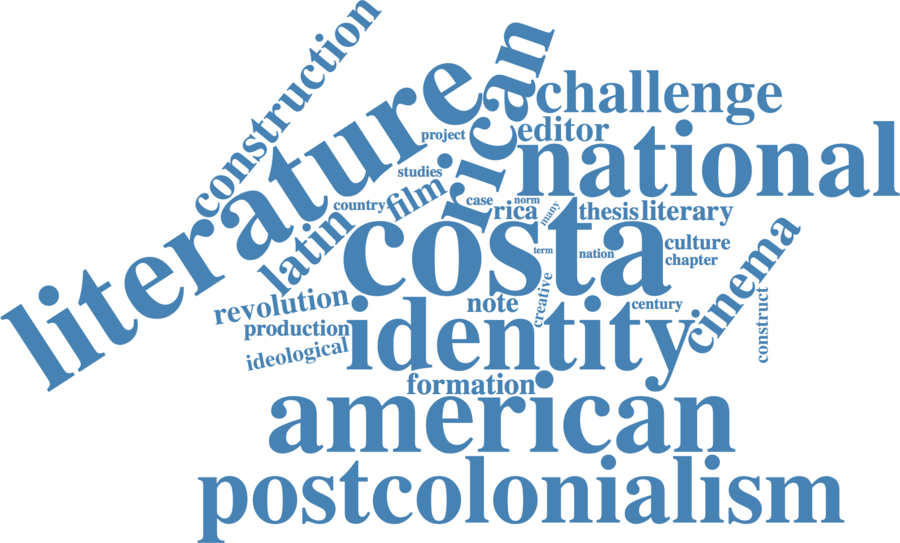 construction
literature
rican
challenge
project
editor
national
studies
film
country
case
norm
rica
many
thesis
literary
latin
costa
culture
chapter
term
nation
cinema
revolution
note
creative
century
construct
production
identity
ideological
formation
american
postcolonialism